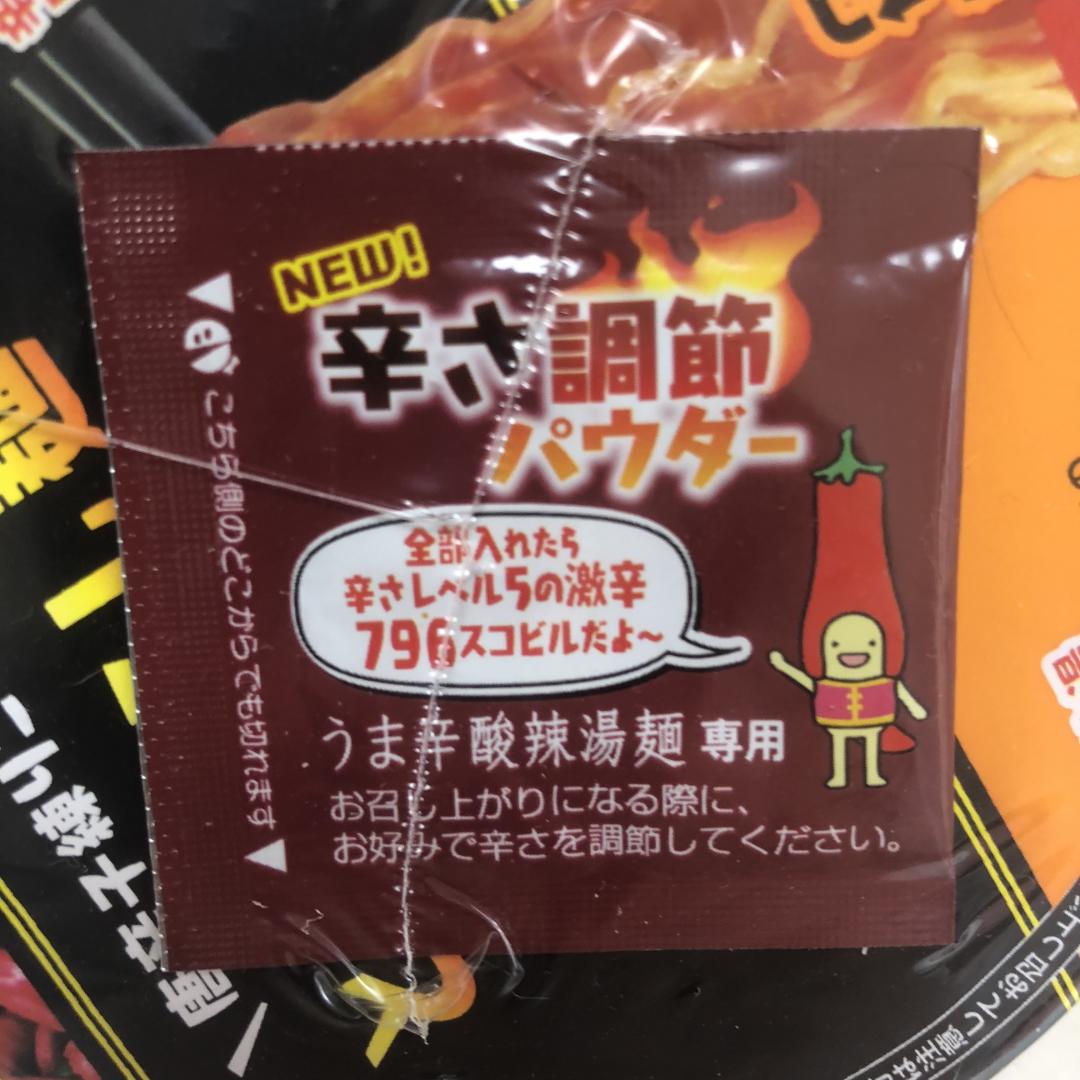 NEW!
辛さ調節
パウダー
全部入れたら
辛さレベル5の激辛
796スコビルだよ～
うま辛酸辣湯麺 専用
お召し上がりになる際に、
お好みで辛さを調節してください。
こちら側のどこからでも切れます